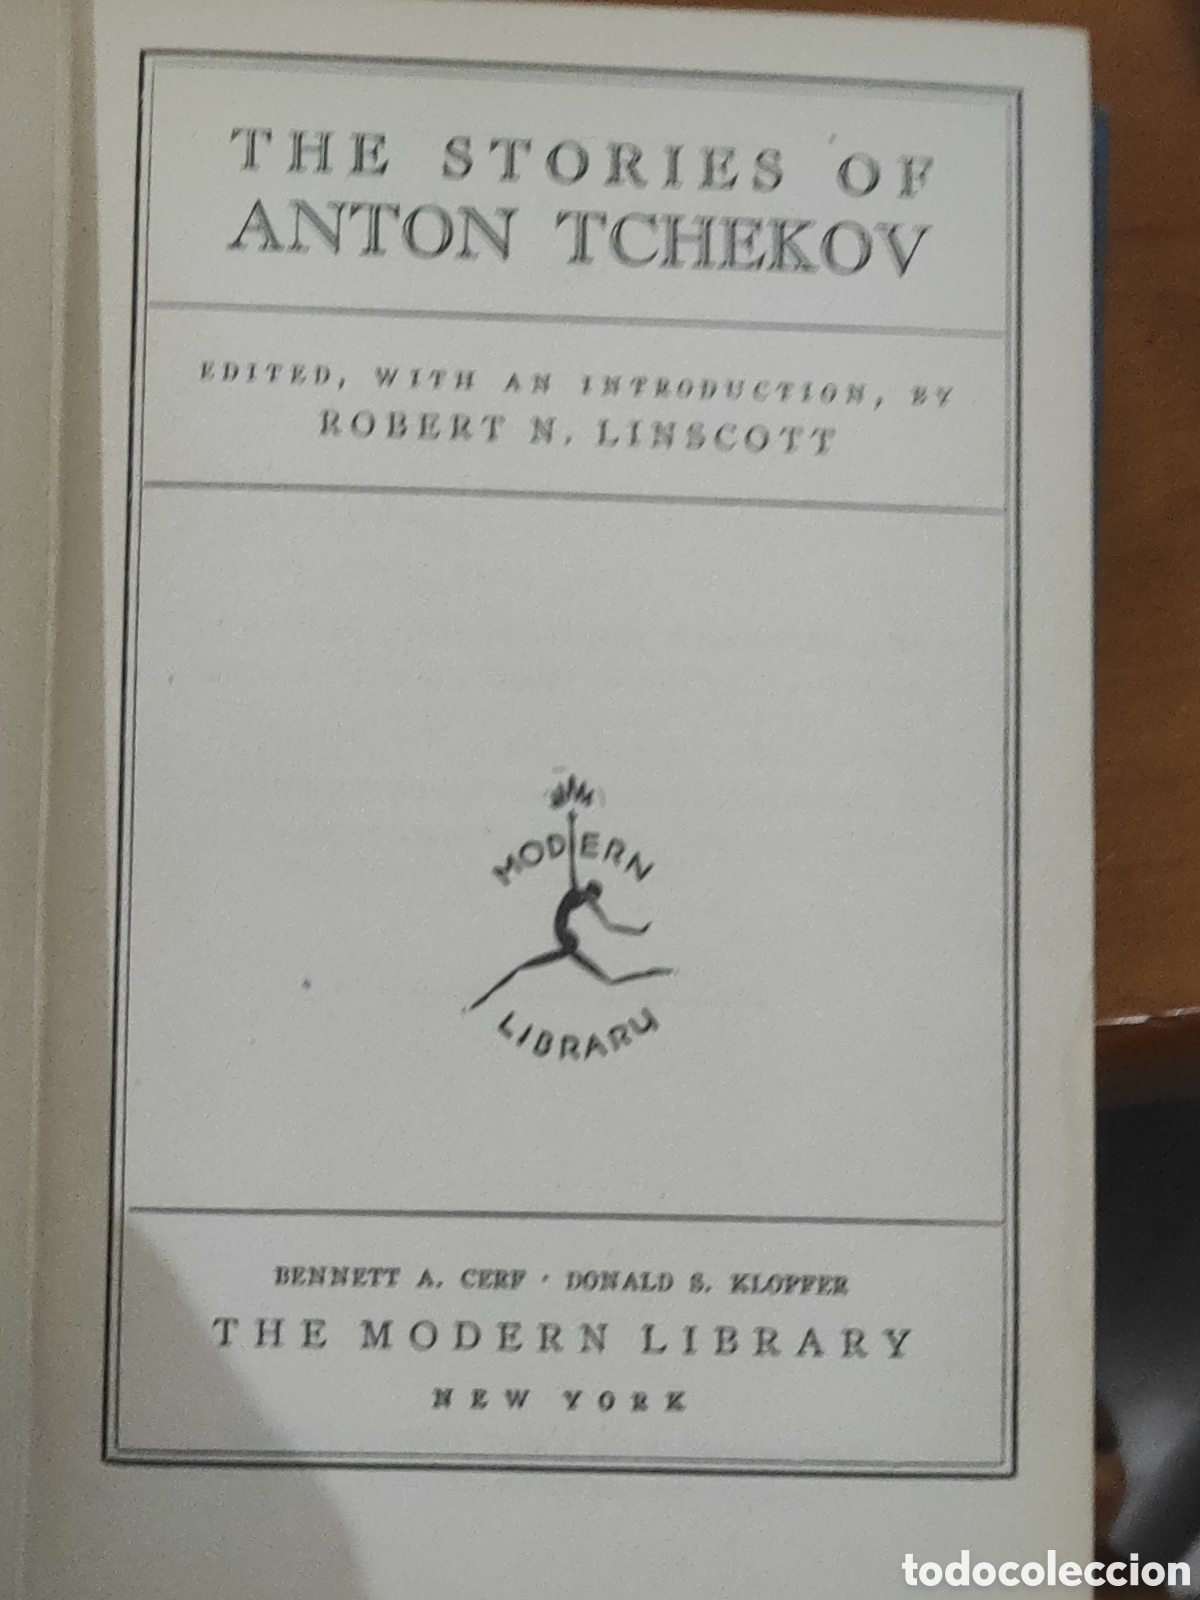 THE STORIES OF
ANTON TCHEKOV
EDITED, WITH AN INTRODUCTION, BY
ROBERT N. LINSCOTT
MODERN
LIBRARY
BENNETT A. CERF · DONALD S. KLOPFER
THE MODERN LIBRARY
NEW YORK
todocoleccion